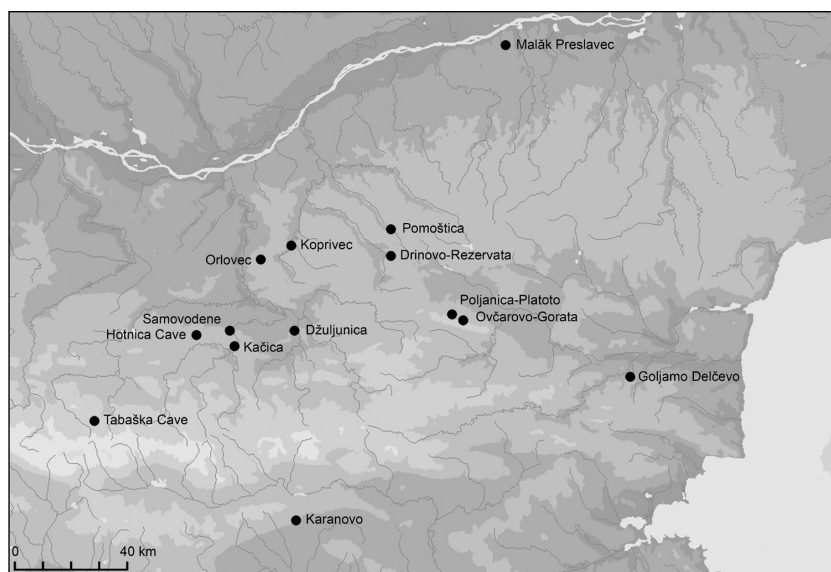 Malăk Preslavec
Pomoštica
Koprivec
Drinovo-Rezervata
Orlovec
Poljanica-Platoto
Ovčarovo-Gorata
Samovodene
Hotnica Cave
Džuljunica
Kačica
Goljamo Delčevo
Tabaška Cave
Karanovo
0 40 km